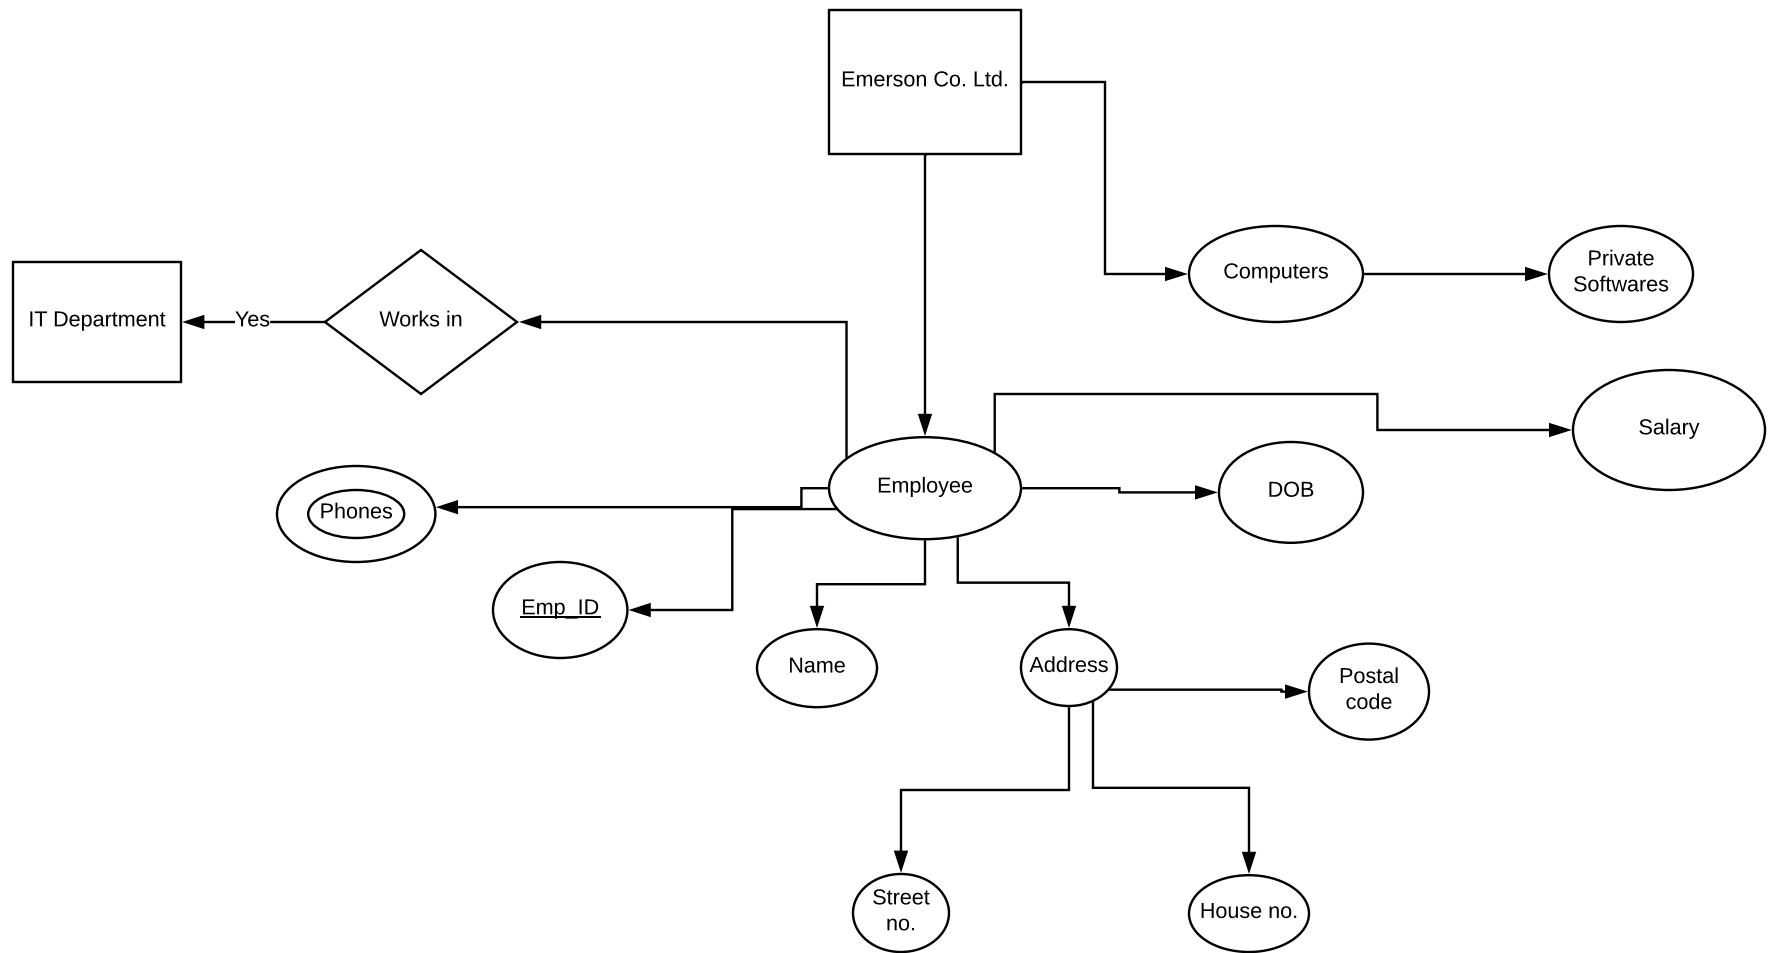 Emerson Co. Ltd.
Computers
Private
Softwares
IT Department
Yes
Works in
Salary
Employee
DOB
Phones
Emp_ID
Name
Address
Postal
code
Street
no.
House no.